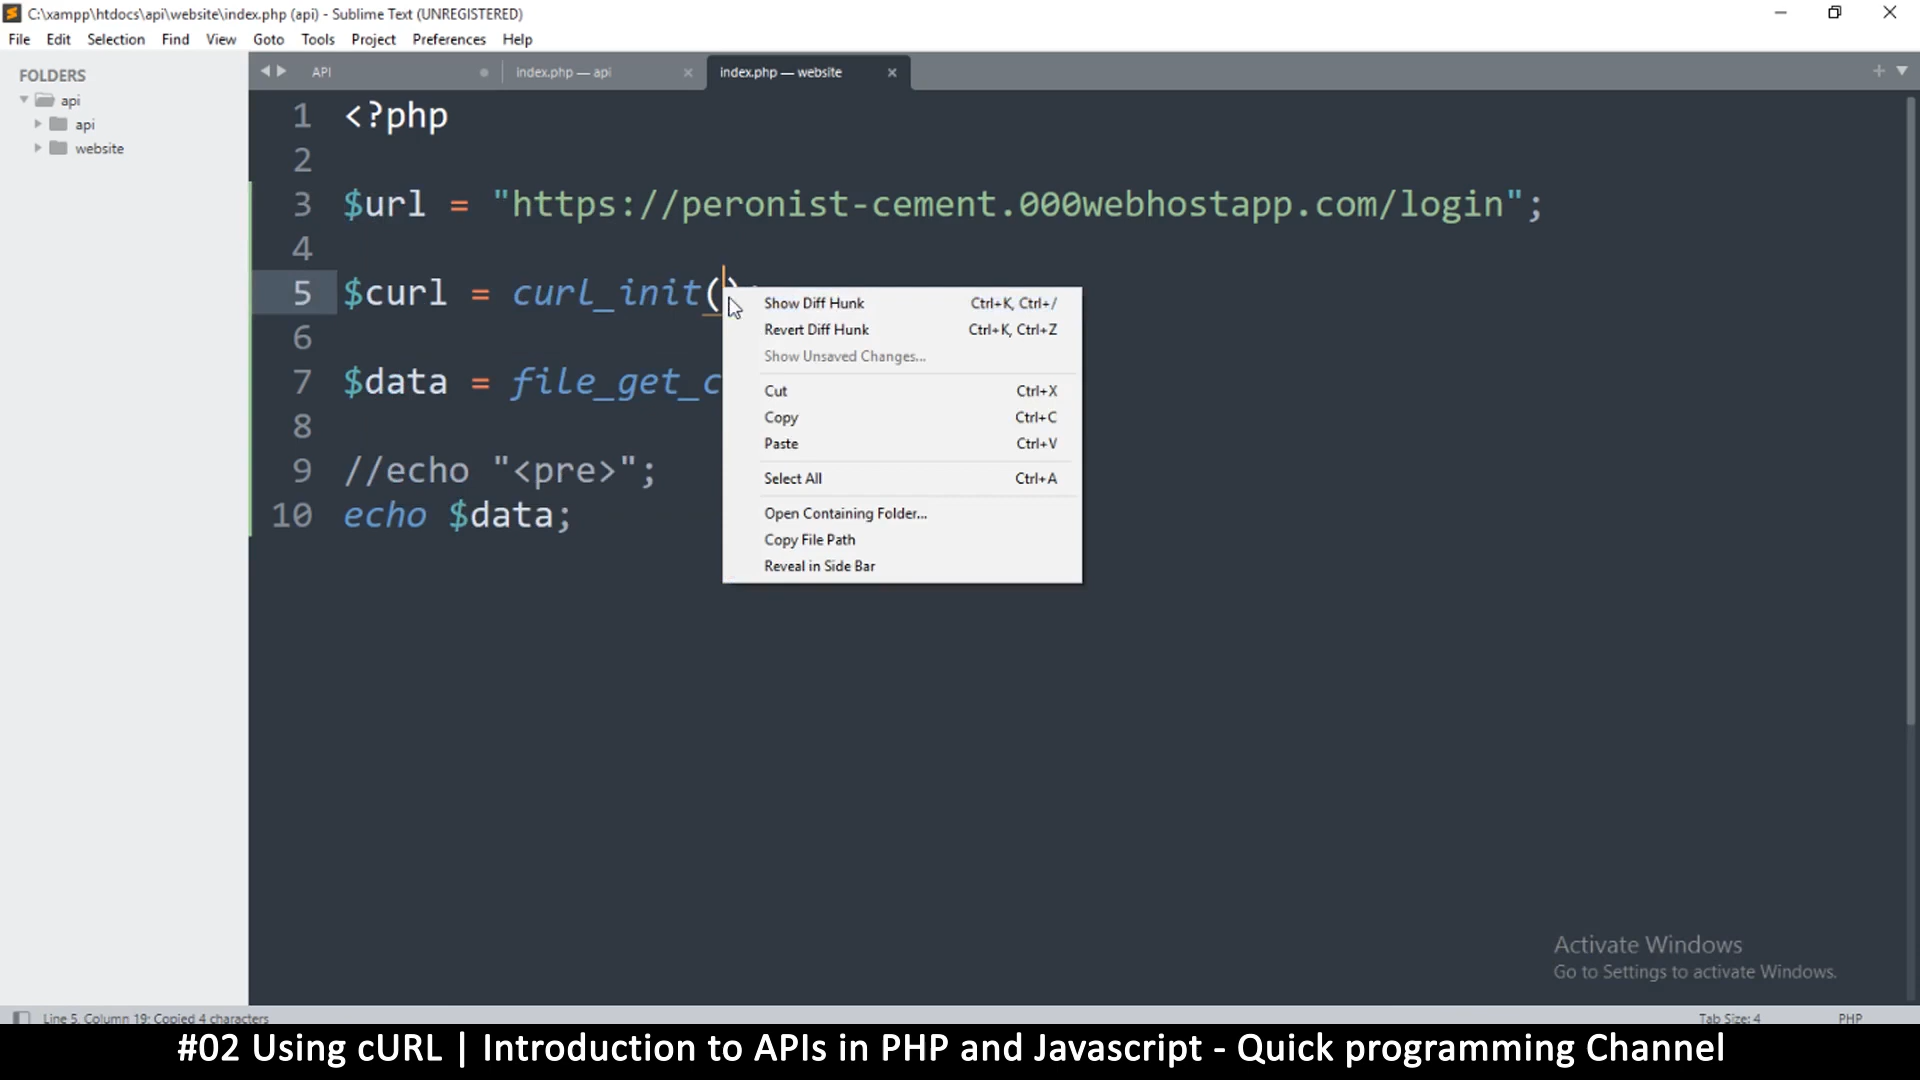 C:\xampp\htdocs\api\website\index.php (api) - Sublime Text (UNREGISTERED)
File Edit Selection Find View Goto Tools Project Preferences Help
FOLDERS
api
api
website
API
index.php — api
index.php — website
1 <?php
2
3 $url = "https://peronist-cement.000webhostapp.com/login";
4
5 $curl = curl_init();
6
7 $data = file_get_c
8
9 //echo "<pre>";
10 echo $data;
Show Diff Hunk Ctrl+K, Ctrl+/
Revert Diff Hunk Ctrl+K, Ctrl+Z
Show Unsaved Changes...
Cut Ctrl+X
Copy Ctrl+C
Paste Ctrl+V
Select All Ctrl+A
Open Containing Folder...
Copy File Path
Reveal in Side Bar
Activate Windows
Go to Settings to activate Windows.
Line 5, Column 19; Copied 4 characters
Tab Size: 4
PHP
#02 Using cURL | Introduction to APIs in PHP and Javascript - Quick programming Channel